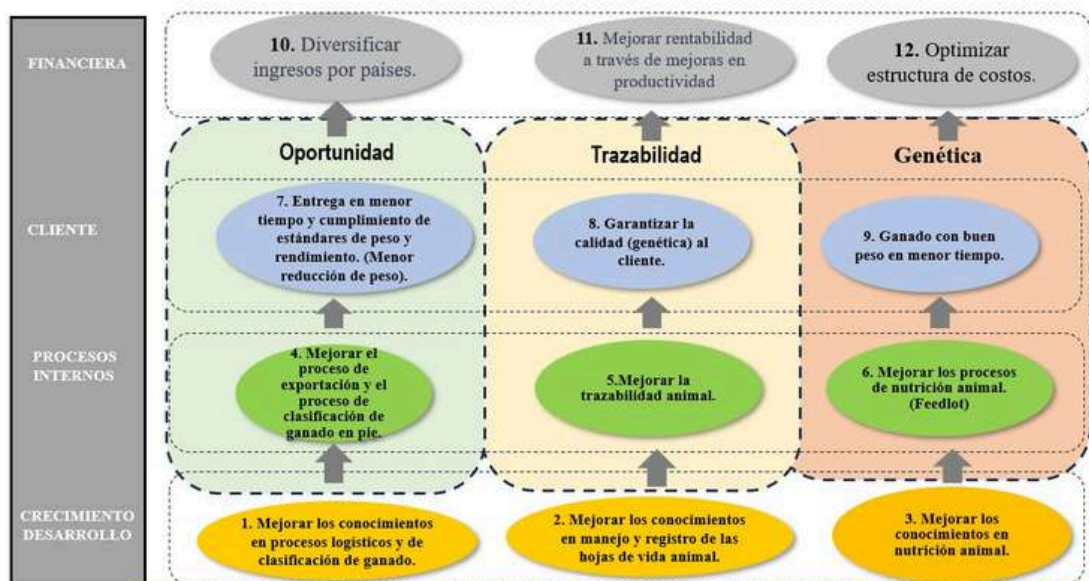 FINANCIERA
10. Diversificar
ingresos por países.
11. Mejorar rentabilidad
a través de mejoras en
productividad
12. Optimizar
estructura de costos.
Oportunidad
Trazabilidad
Genética
CLIENTE
7. Entrega en menor
tiempo y cumplimiento de
estándares de peso y
rendimiento. (Menor
reducción de peso).
8. Garantizar la
calidad (genética) al
cliente.
9. Ganado con buen
peso en menor tiempo.
PROCESOS
INTERNOS
4. Mejorar el
proceso de
exportación y el
proceso de
clasificación de
ganado en pie.
5.Mejorar la
trazabilidad animal.
6. Mejorar los procesos
de nutrición animal.
(Feedlot)
CRECIMIENTO
DESARROLLO
1. Mejorar los conocimientos
en procesos logísticos y de
clasificación de ganado.
2. Mejorar los conocimientos
en manejo y registro de las
hojas de vida animal.
3. Mejorar los
conocimientos en
nutrición animal.